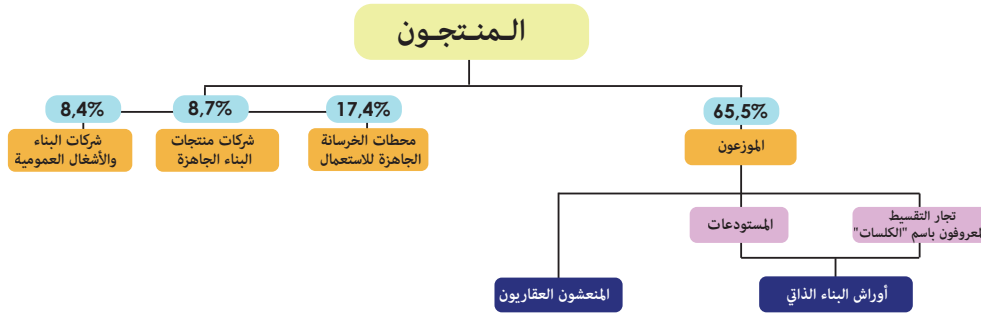 المنتجون
65,5%
17,4%
8,7%
8,4%
الموزعون
محطات الخرسانة
الجاهزة للاستعمال
شركات منتجات
البناء الجاهزة
شركات البناء
والأشغال العمومية
تجار التقسيط
المعروفون باسم "الكلسات"
المستودعات
أوراش البناء الذاتي
المنعشون العقاريون